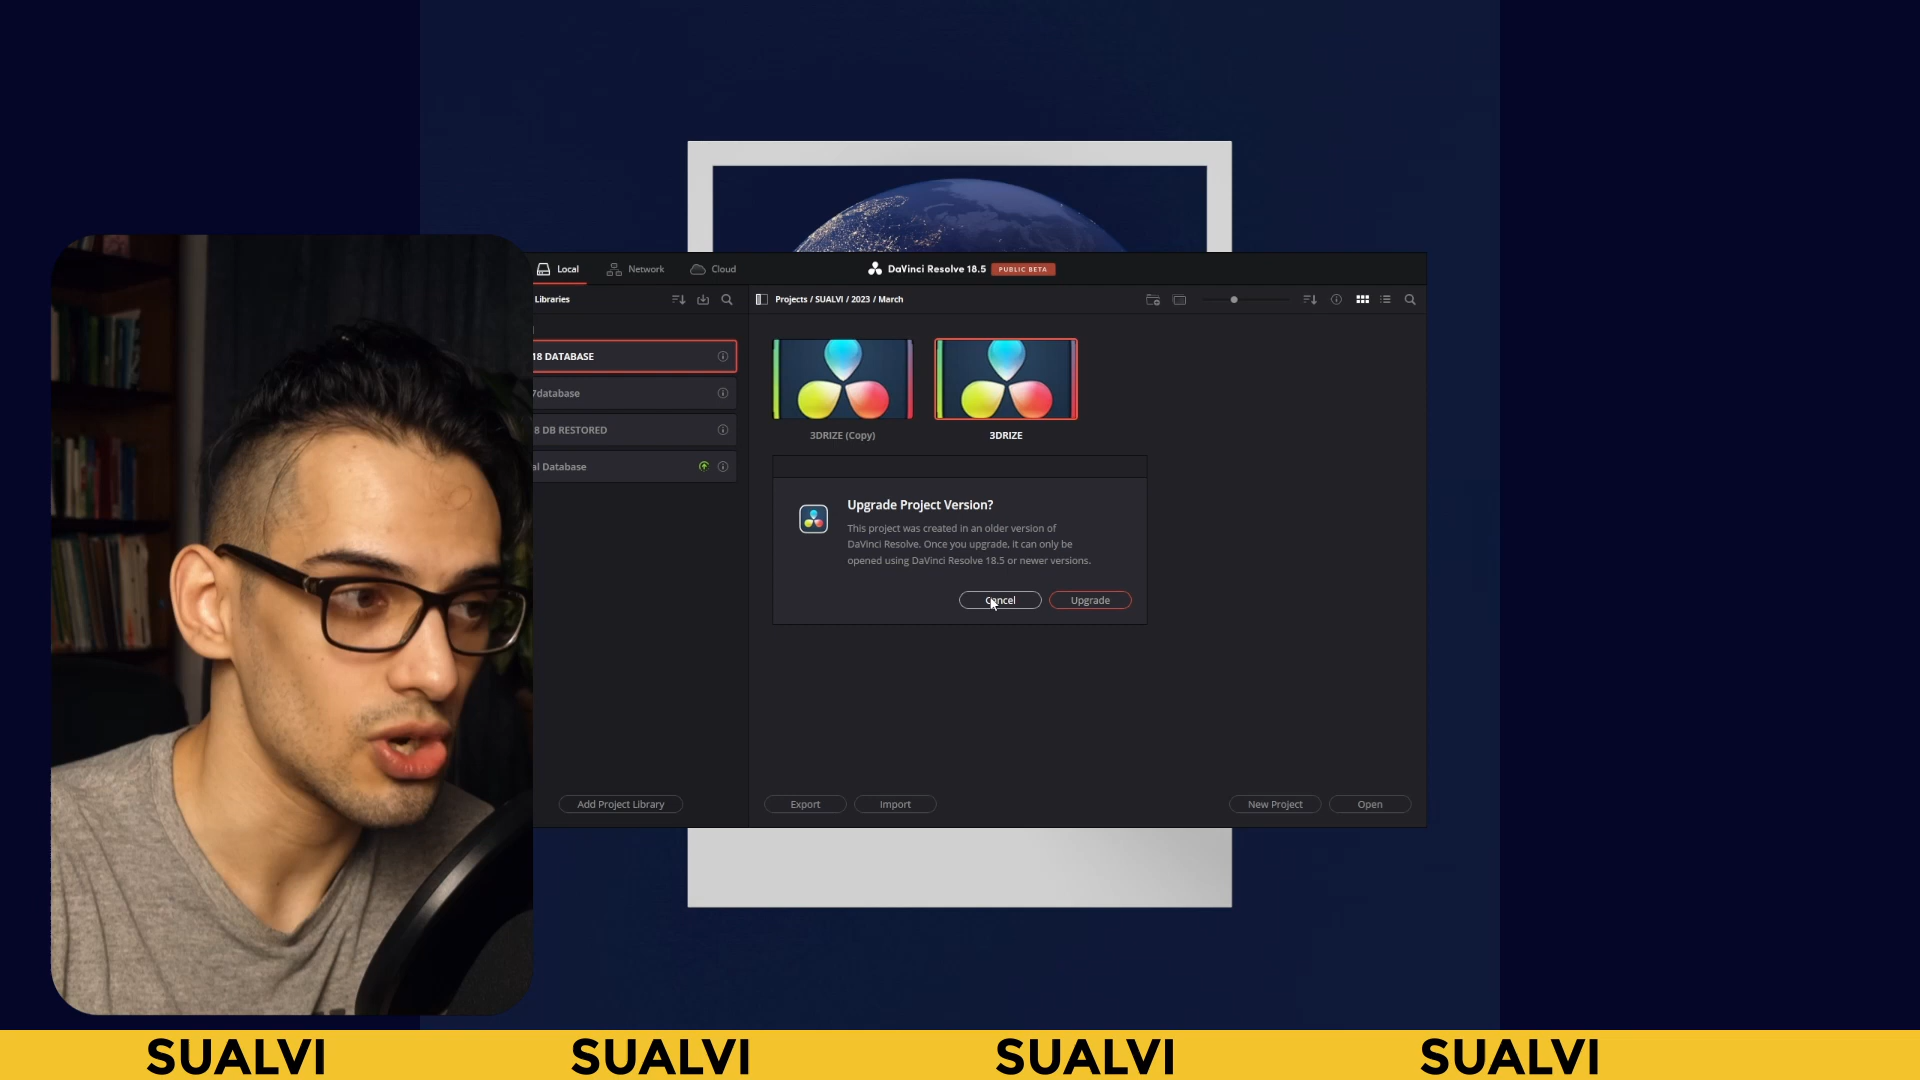 Local
Network
Cloud
DaVinci Resolve 18.5
PUBLIC BETA
Libraries
Projects / SUALVI / 2023 / March
18 DATABASE
7database
8 DB RESTORED
al Database
3DRIZE (Copy)
3DRIZE
Upgrade Project Version?
This project was created in an older version of
DaVinci Resolve. Once you upgrade, it can only be
opened using DaVinci Resolve 18.5 or newer versions.
Cancel
Upgrade
Add Project Library
Export
Import
New Project
Open
SUALVI SUALVI SUALVI SUALVI